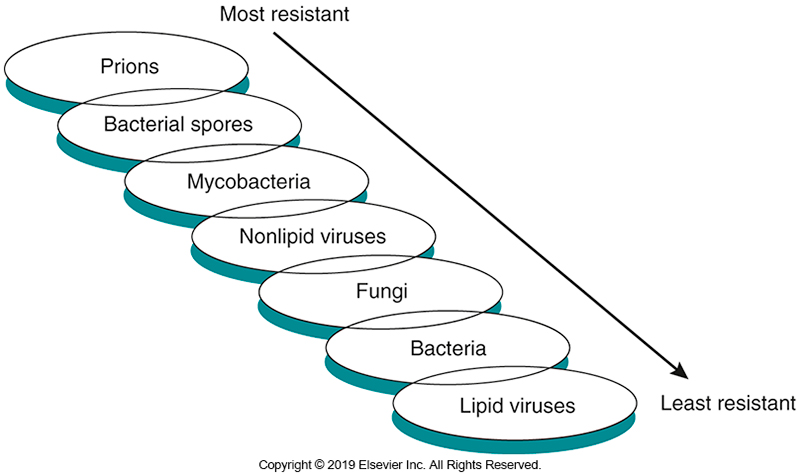 Most resistant
Prions
Bacterial spores
Mycobacteria
Nonlipid viruses
Fungi
Bacteria
Lipid viruses
Least resistant
Copyright © 2019 Elsevier Inc. All Rights Reserved.